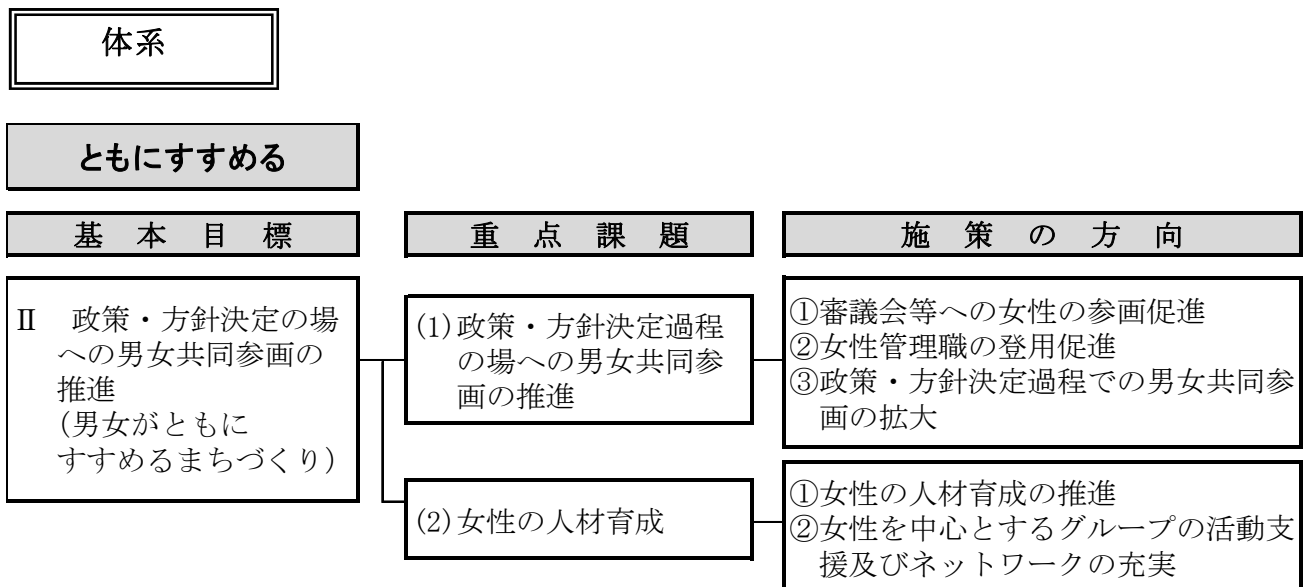 体系
ともにすすめる
基本目標
重点課題
施策の方向
Ⅱ 政策・方針決定の場
への男女共同参画の
推進
(男女がともに
すすめるまちづくり)
(1)政策・方針決定過程
の場への男女共同参
画の推進
①審議会等への女性の参画促進
②女性管理職の登用促進
③政策・方針決定過程での男女共同参
画の拡大
(2)女性の人材育成
①女性の人材育成の推進
②女性を中心とするグループの活動支
援及びネットワークの充実